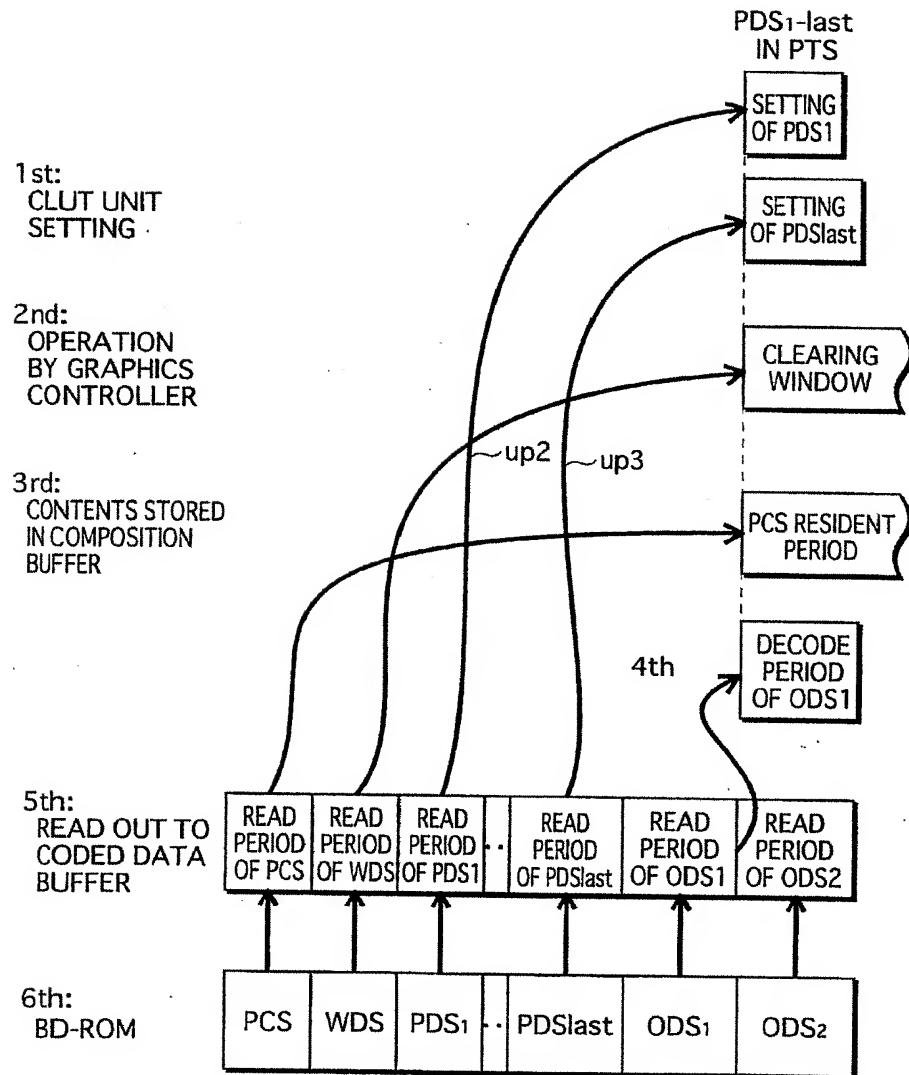 PDS1-last
IN PTS
SETTING
OF PDS1
1st:
CLUT UNIT
SETTING
SETTING
OF PDSlast
2nd:
OPERATION
BY GRAPHICS
CONTROLLER
CLEARING
WINDOW
up2
up3
3rd:
CONTENTS STORED
IN COMPOSITION
BUFFER
PCS RESIDENT
PERIOD
4th
DECODE
PERIOD
OF ODS1
5th:
READ OUT TO
CODED DATA
BUFFER
READ
PERIOD
OF PCS
READ
PERIOD
OF WDS
READ
PERIOD
OF PDS1
··
READ
PERIOD
OF PDSlast
READ
PERIOD
OF ODS1
READ
PERIOD
OF ODS2
6th:
BD-ROM
PCS
WDS
PDS1
··
PDSlast
ODS1
ODS2